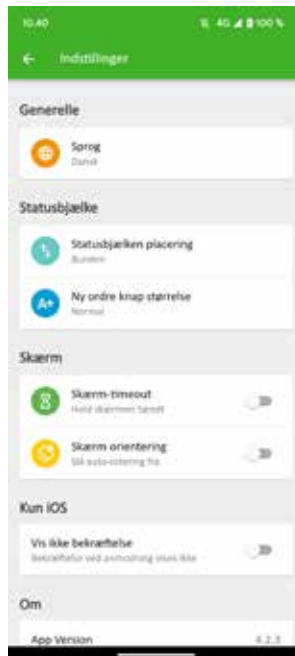 10.40
4G 100 %
Indstillinger
Generelle
Sprog
Dansk
Statusbjælke
Statusbjælken placering
Bunden
Ny ordre knap størrelse
Normal
A+
Skærm
Skærm-timeout
Hold skærmen tændt
Skærm orientering
Slå auto-rotering fra
Kun iOS
Vis ikke bekræftelse
Bekræftelse ved anmodning vises ikke
Om
App Version
4.2.3